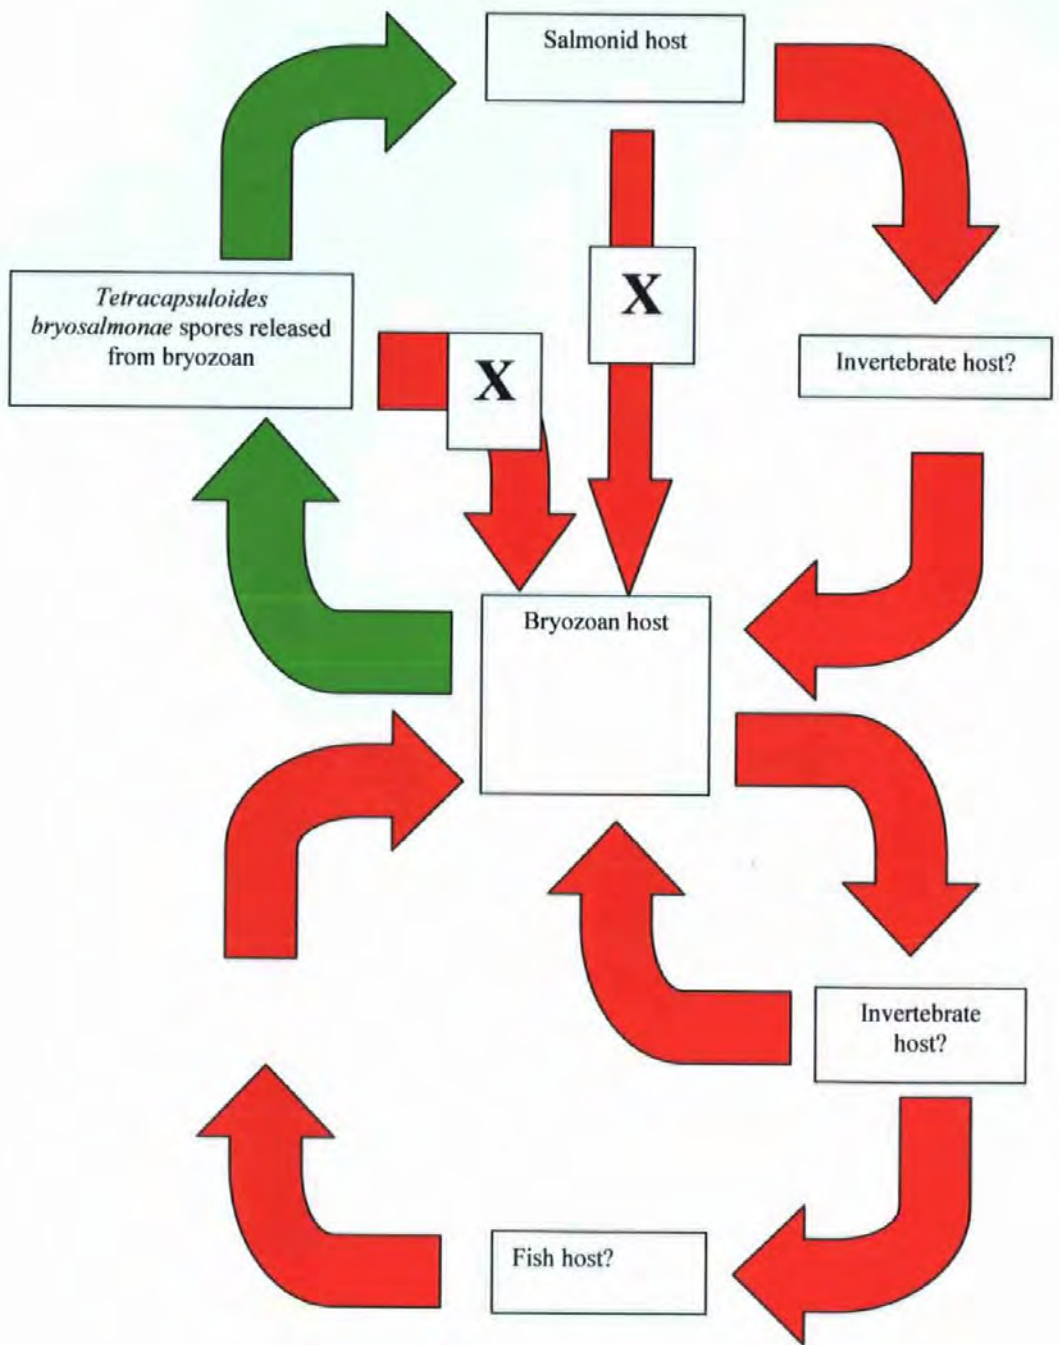 Salmonid host
Tetracapsuloides
bryosalmonae spores released
from bryozoan
X
X
Invertebrate host?
Bryozoan host
Invertebrate
host?
Fish host?